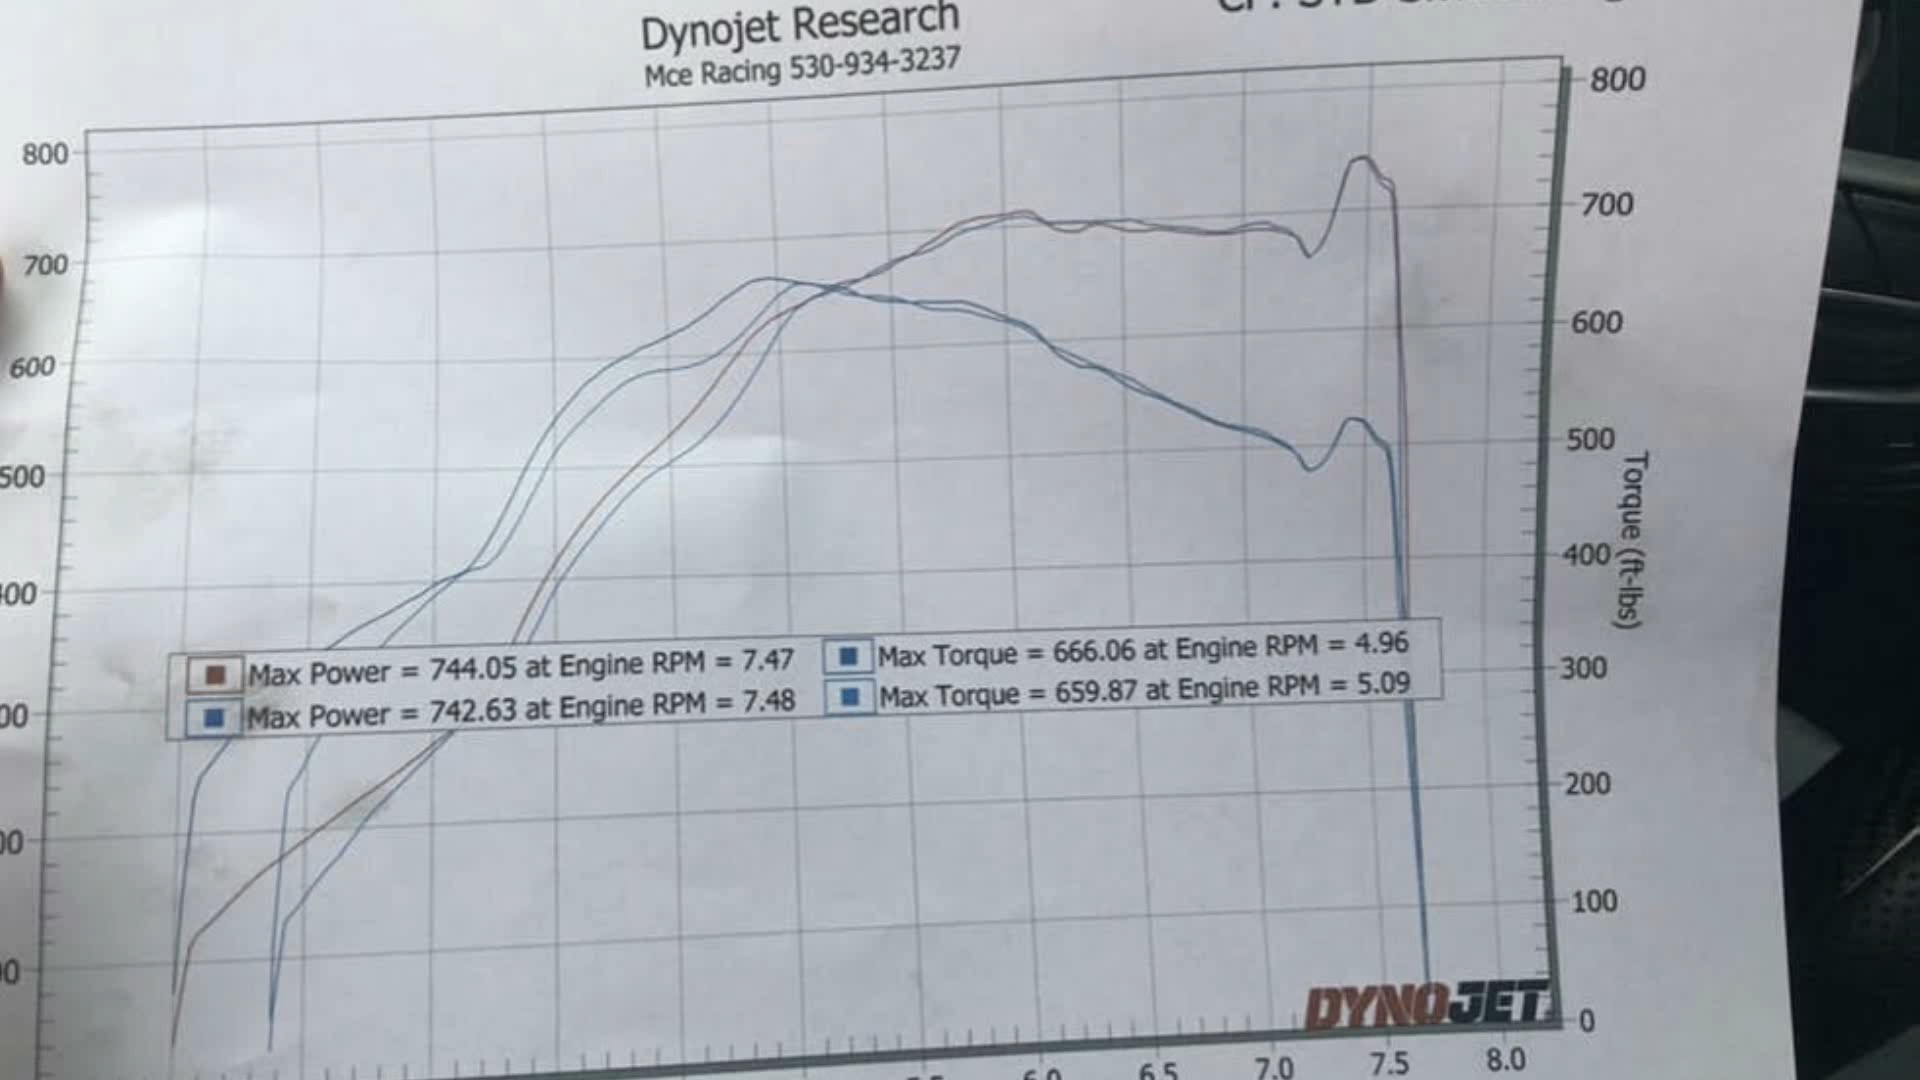 Dynojet Research
Mce Racing 530-934-3237
800
700
600
500
800
700
600
500
400
300
200
100
0
Torque (ft-lbs)
Max Power = 744.05 at Engine RPM = 7.47
Max Power = 742.63 at Engine RPM = 7.48
Max Torque = 666.06 at Engine RPM = 4.96
Max Torque = 659.87 at Engine RPM = 5.09
DYNOJET
6.5
7.0
7.5
8.0